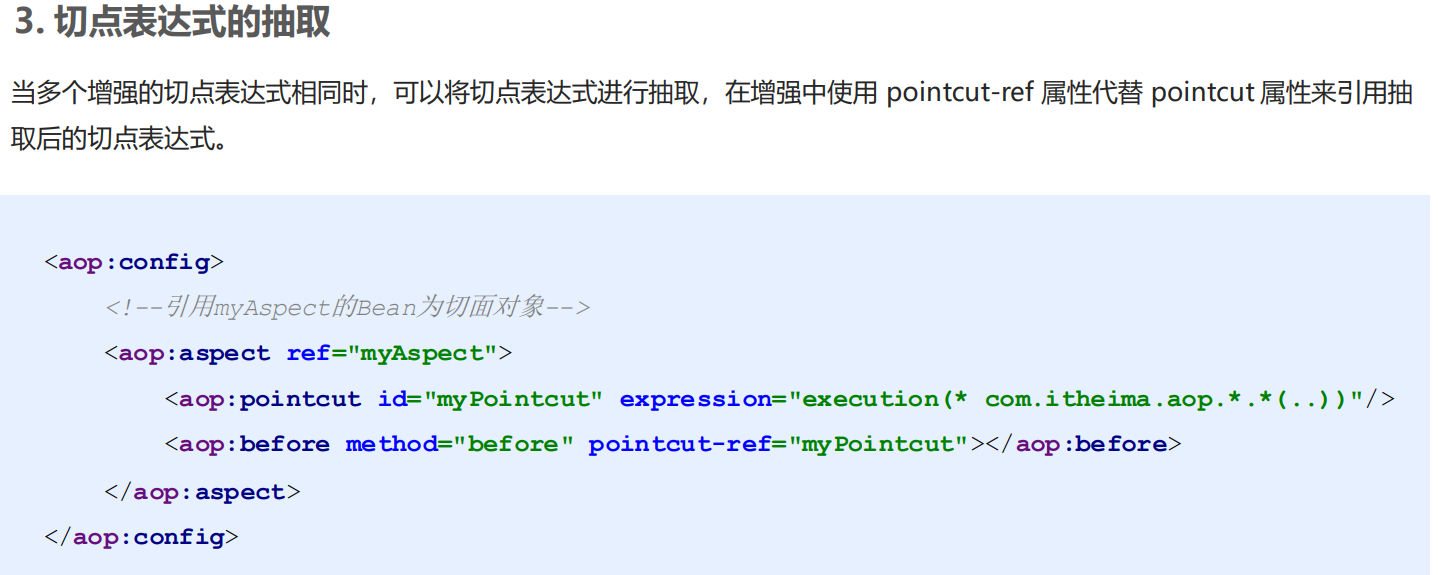 3. 切点表达式的抽取
当多个增强的切点表达式相同时，可以将切点表达式进行抽取，在增强中使用 pointcut-ref 属性代替 pointcut 属性来引用抽
取后的切点表达式。
<aop:config>
    <!--引用myAspect的Bean为切面对象-->
    <aop:aspect ref="myAspect">
        <aop:pointcut id="myPointcut" expression="execution(* com.itheima.aop.*.*(..))"/>
        <aop:before method="before" pointcut-ref="myPointcut"></aop:before>
    </aop:aspect>
</aop:config>